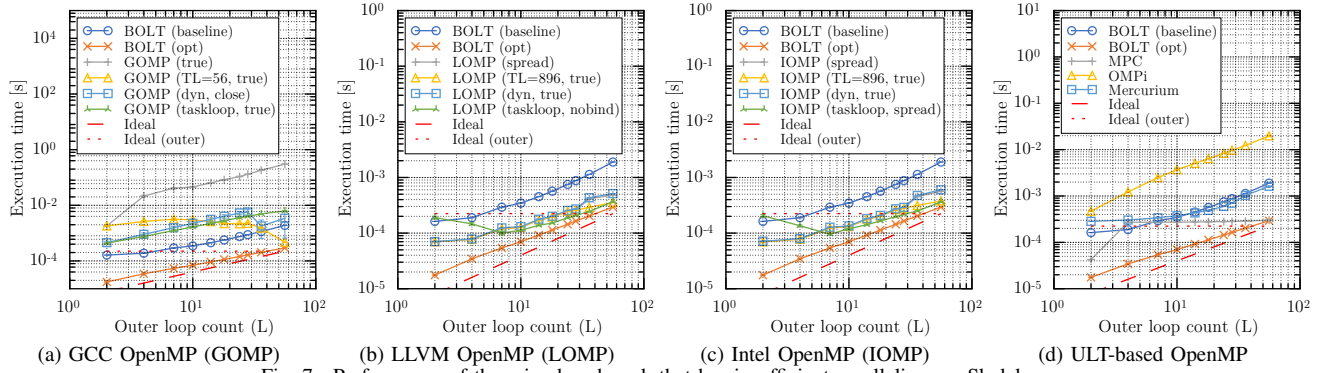 Execution time [s]
10^4
10^2
10^0
10^-2
10^-4
10^0
10^1
10^2
BOLT (baseline)
BOLT (opt)
GOMP (true)
GOMP (TL=56, true)
GOMP (dyn, close)
GOMP (taskloop, true)
Ideal
Ideal (outer)
Outer loop count (L)
(a) GCC OpenMP (GOMP)
Execution time [s]
10^0
10^-1
10^-2
10^-3
10^-4
10^-5
10^0
10^1
10^2
BOLT (baseline)
BOLT (opt)
LOMP (spread)
LOMP (TL=896, true)
LOMP (dyn, true)
LOMP (taskloop, nobind)
Ideal
Ideal (outer)
Outer loop count (L)
(b) LLVM OpenMP (LOMP)
Execution time [s]
10^0
10^-1
10^-2
10^-3
10^-4
10^-5
10^0
10^1
10^2
BOLT (baseline)
BOLT (opt)
IOMP (spread)
IOMP (TL=896, true)
IOMP (dyn, true)
IOMP (taskloop, spread)
Ideal
Ideal (outer)
Outer loop count (L)
(c) Intel OpenMP (IOMP)
Execution time [s]
10^1
10^0
10^-1
10^-2
10^-3
10^-4
10^-5
10^0
10^1
10^2
BOLT (baseline)
BOLT (opt)
MPC
OMPi
Mercurium
Ideal
Ideal (outer)
Outer loop count (L)
(d) ULT-based OpenMP